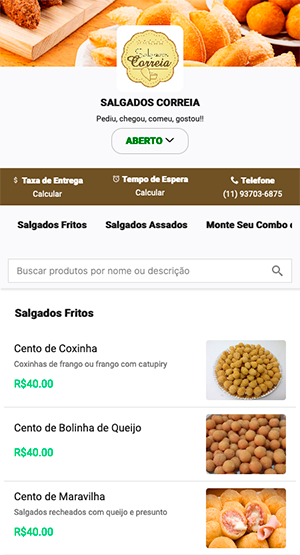 Salgados
Correia
SALGADOS CORREIA
Pediu, chegou, comeu, gostou!!
ABERTO
$ Taxa de Entrega
Calcular
Tempo de Espera
Calcular
Telefone
(11) 93703-6875
Salgados Fritos Salgados Assados Monte Seu Combo c
Buscar produtos por nome ou descrição
Salgados Fritos
Cento de Coxinha
Coxinhas de frango ou frango com catupiry
R$40.00
Cento de Bolinha de Queijo
R$40.00
Cento de Maravilha
Salgados recheados com queijo e presunto
R$40.00